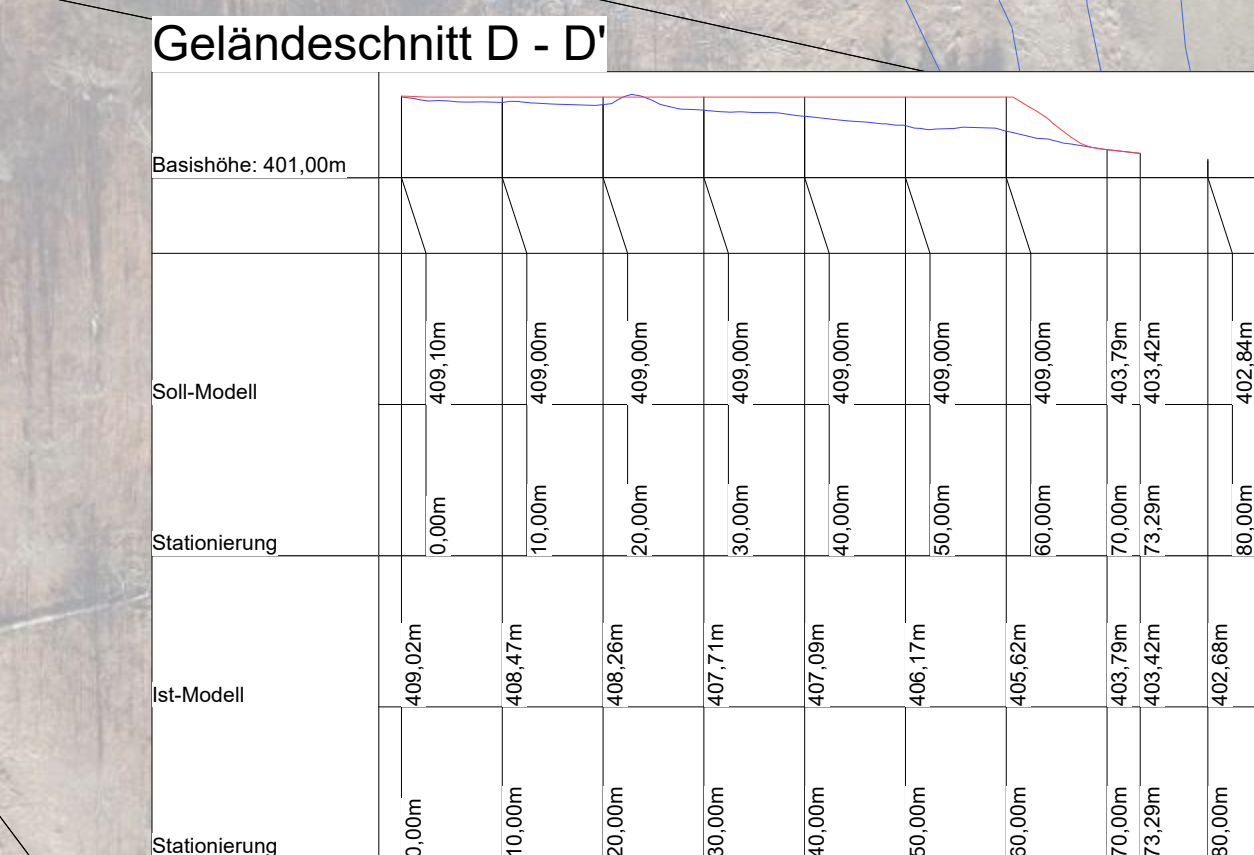 Geländeschnitt D - D'
Basishöhe: 401,00m
Soll-Modell
409,10m
409,00m
409,00m
409,00m
409,00m
409,00m
409,00m
403,79m
403,42m
402,84m
Stationierung
0,00m
10,00m
20,00m
30,00m
40,00m
50,00m
60,00m
70,00m
73,29m
80,00m
Ist-Modell
409,02m
408,47m
408,26m
407,71m
407,09m
406,17m
405,62m
403,79m
403,42m
402,68m
Stationierung
0,00m
10,00m
20,00m
30,00m
40,00m
50,00m
60,00m
70,00m
73,29m
80,00m